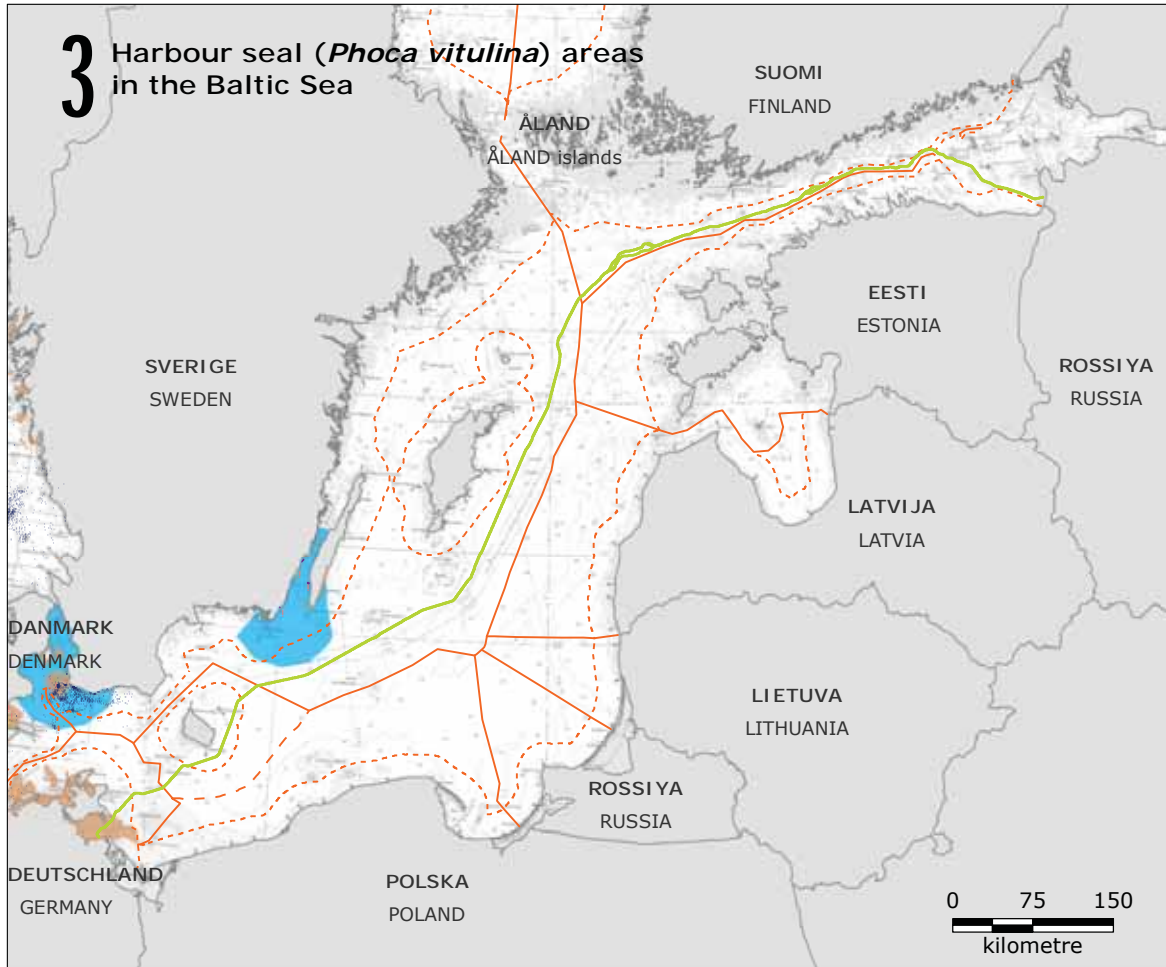 3
Harbour seal (Phoca vitulina) areas
in the Baltic Sea
SUOMI
FINLAND
ÅLAND
ÅLAND islands
EESTI
ESTONIA
SVERIGE
SWEDEN
ROSSIYA
RUSSIA
LATVIJA
LATVIA
DANMARK
DENMARK
LIETUVA
LITHUANIA
ROSSIYA
RUSSIA
DEUTSCHLAND
GERMANY
POLSKA
POLAND
0 75 150
kilometre